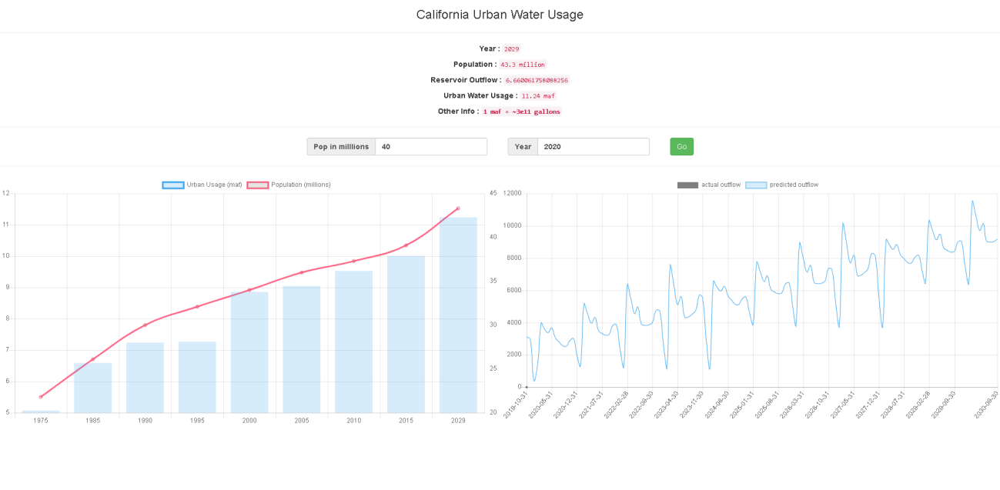 California Urban Water Usage
Year : 2029
Population : 43.3 million
Reservoir Outflow : 6.660061758088256
Urban Water Usage : 11.24 maf
Other Info : 1 maf = ~3e11 gallons
Pop in millions 40 Year 2020 Go
Urban Usage (maf) Population (millions)
12
11
10
9
8
7
6
5
45
40
35
30
25
20
1975 1985 1990 1995 2000 2005 2010 2015 2029
actual outflow predicted outflow
12000
10000
8000
6000
4000
2000
0
2019-10-31 2020-05-31 2020-12-31 2021-07-31 2022-02-28 2022-09-30 2023-04-30 2023-11-30 2024-06-30 2025-01-31 2025-08-31 2026-03-31 2026-10-31 2027-05-31 2027-12-31 2028-07-31 2029-02-28 2029-09-30 2030-09-30